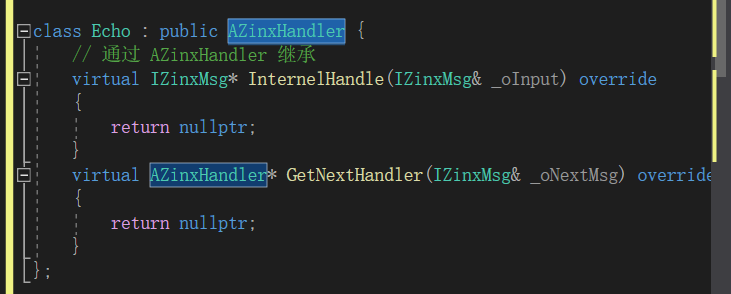 class Echo : public AZinxHandler {
// 通过 AZinxHandler 继承
virtual IZinxMsg* InternelHandle(IZinxMsg& _oInput) override
{
return nullptr;
}
virtual AZinxHandler* GetNextHandler(IZinxMsg& _oNextMsg) override
{
return nullptr;
}
};